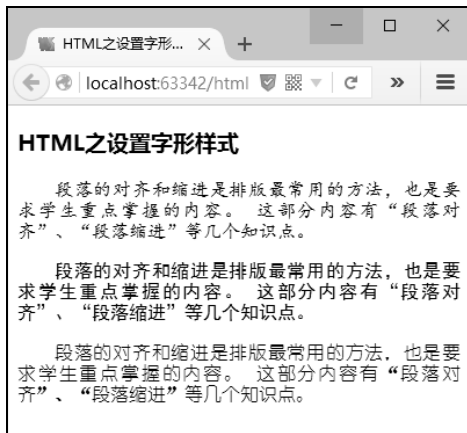 HTML之设置字形...
localhost:63342/html
HTML之设置字形样式
段落的对齐和缩进是排版最常用的方法，也是要
求学生重点掌握的内容。 这部分内容有“段落对
齐”、“段落缩进”等几个知识点。
段落的对齐和缩进是排版最常用的方法，也是要
求学生重点掌握的内容。 这部分内容有“段落对
齐”、“段落缩进”等几个知识点。
段落的对齐和缩进是排版最常用的方法，也是要
求学生重点掌握的内容。 这部分内容有“段落对
齐”、“段落缩进”等几个知识点。